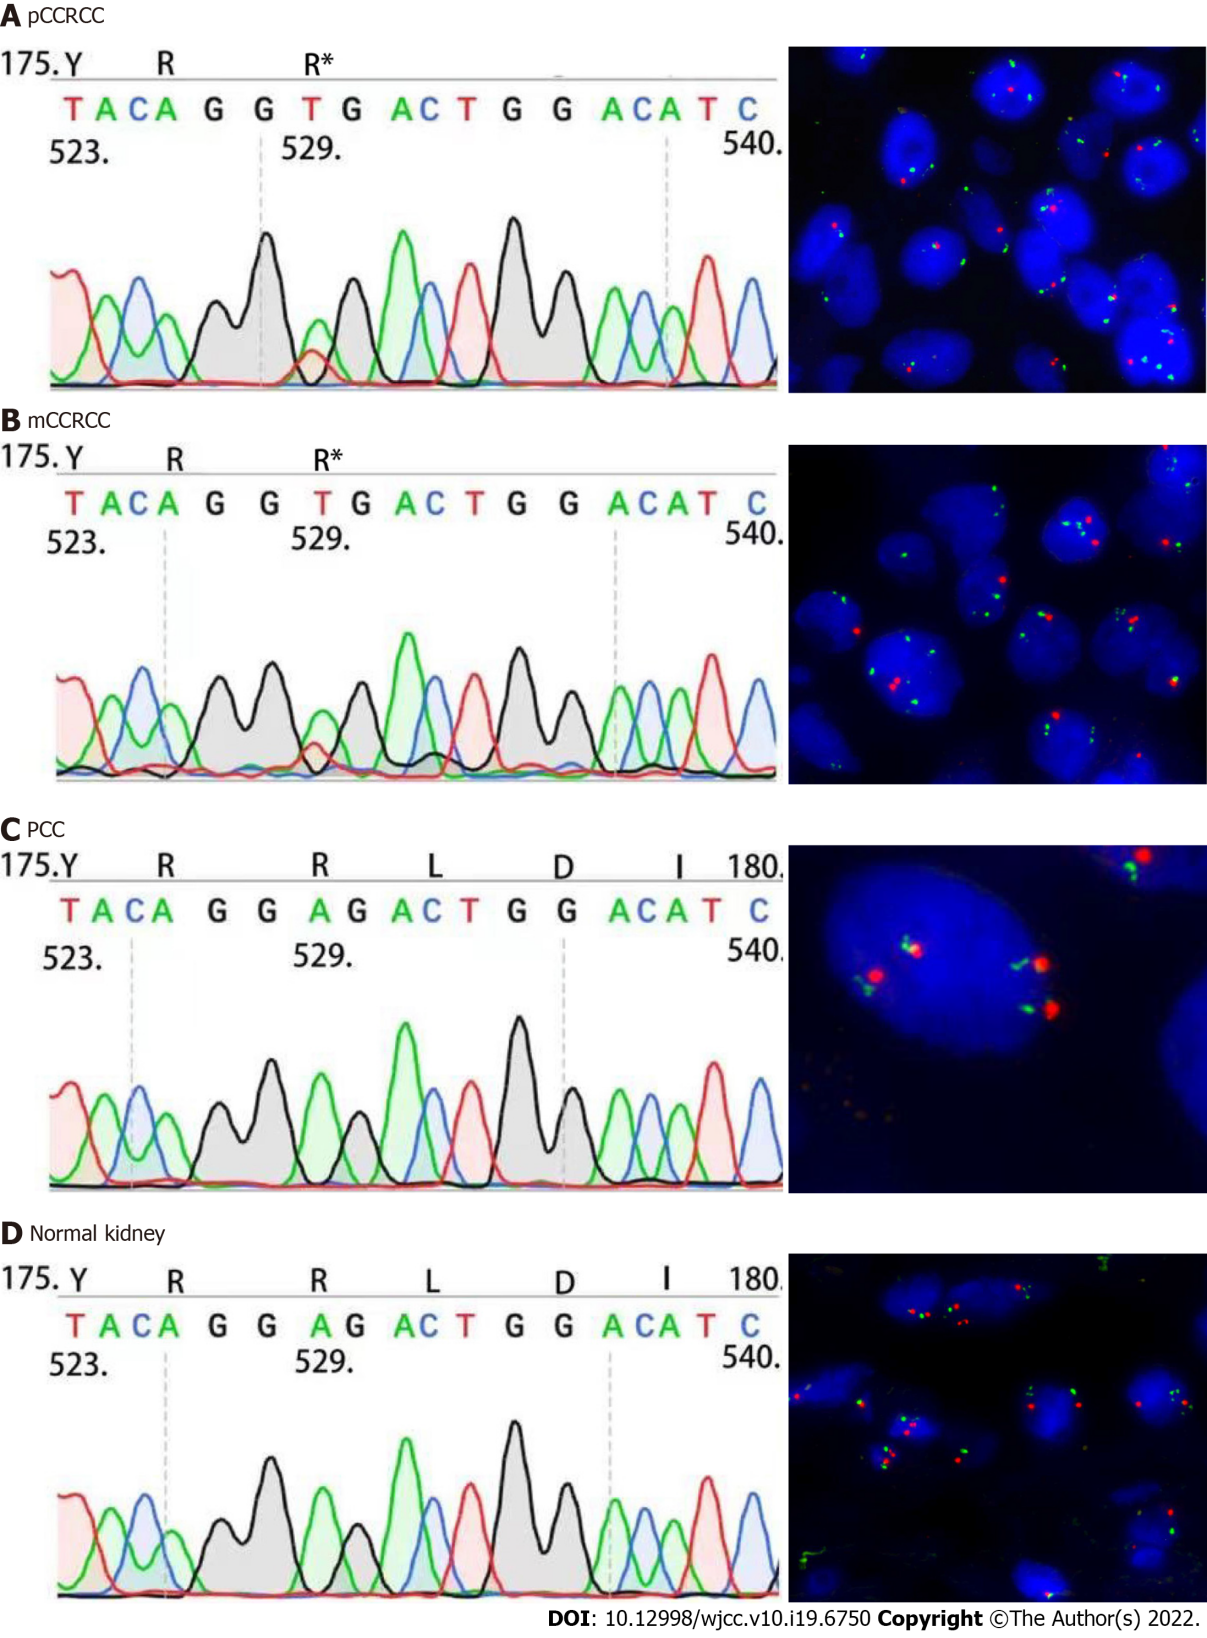 A pCCRCC
175. Y R R*
T A C A G G T G A C T G G A C A T C
523. 529. 540.
B mCCRCC
175. Y R R*
T A C A G G T G A C T G G A C A T C
523. 529. 540.
C PCC
175. Y R R L D I 180.
T A C A G G A G A C T G G A C A T C
523. 529. 540.
D Normal kidney
175. Y R R L D I 180.
T A C A G G A G A C T G G A C A T C
523. 529. 540.
DOI: 10.12998/wjcc.v10.i19.6750 Copyright ©The Author(s) 2022.